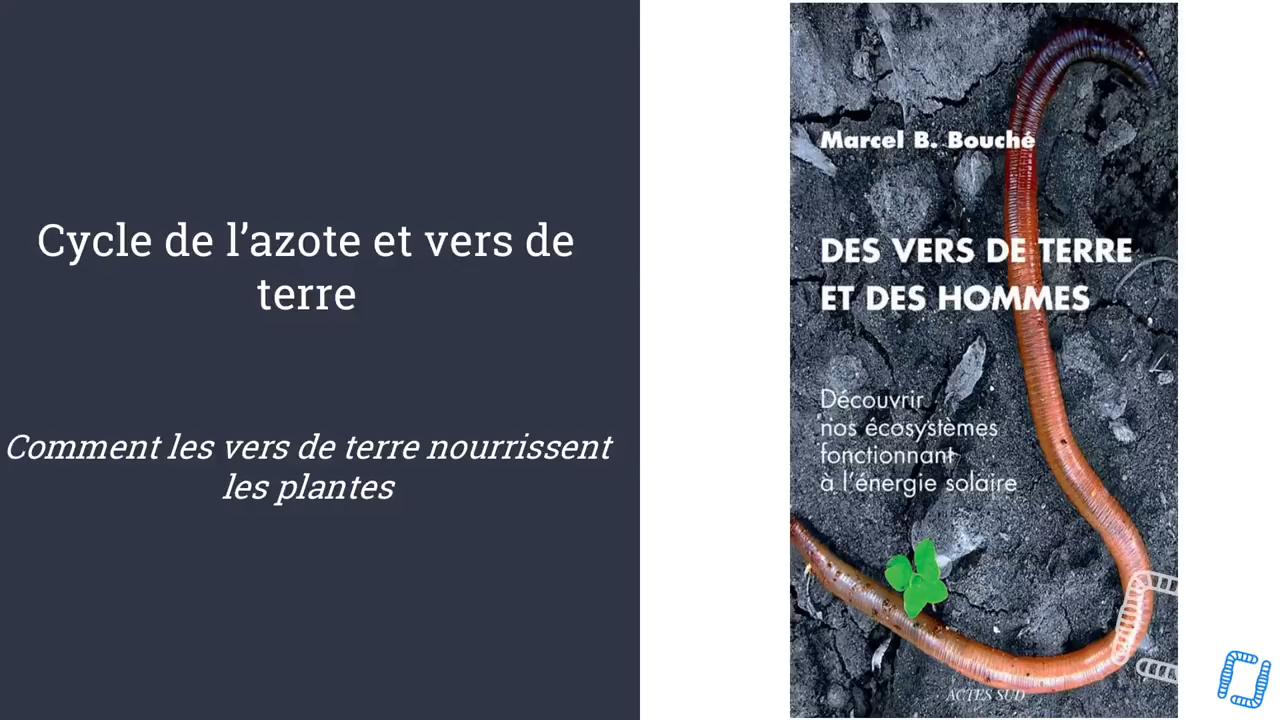 Cycle de l’azote et vers de
terre
Comment les vers de terre nourrissent
les plantes
Marcel B. Bouché
DES VERS DE TERRE
ET DES HOMMES
Découvrir
nos écosystèmes
fonctionnant
à l’énergie solaire
ACTES SUD